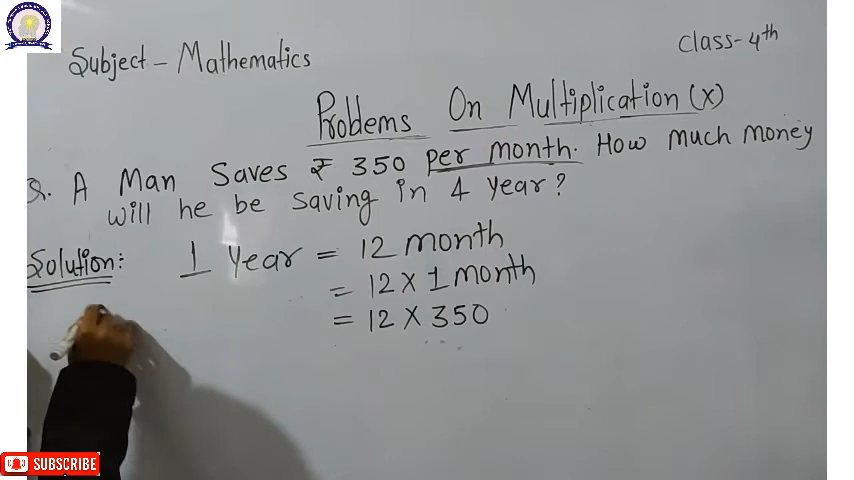 Subject - Mathematics
Class- 4th
Problems On Multiplication (x)
Q. A Man Saves ₹ 350 per month. How much money
will he be saving in 4 year?
Solution: 1 Year = 12 month
= 12 × 1 month
= 12 × 350
SUBSCRIBE